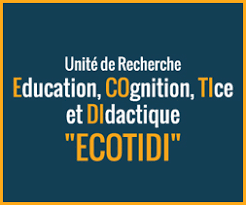 Unité de Recherche
Education, COgnition, TIce
et DIdactique
"ECOTIDI"